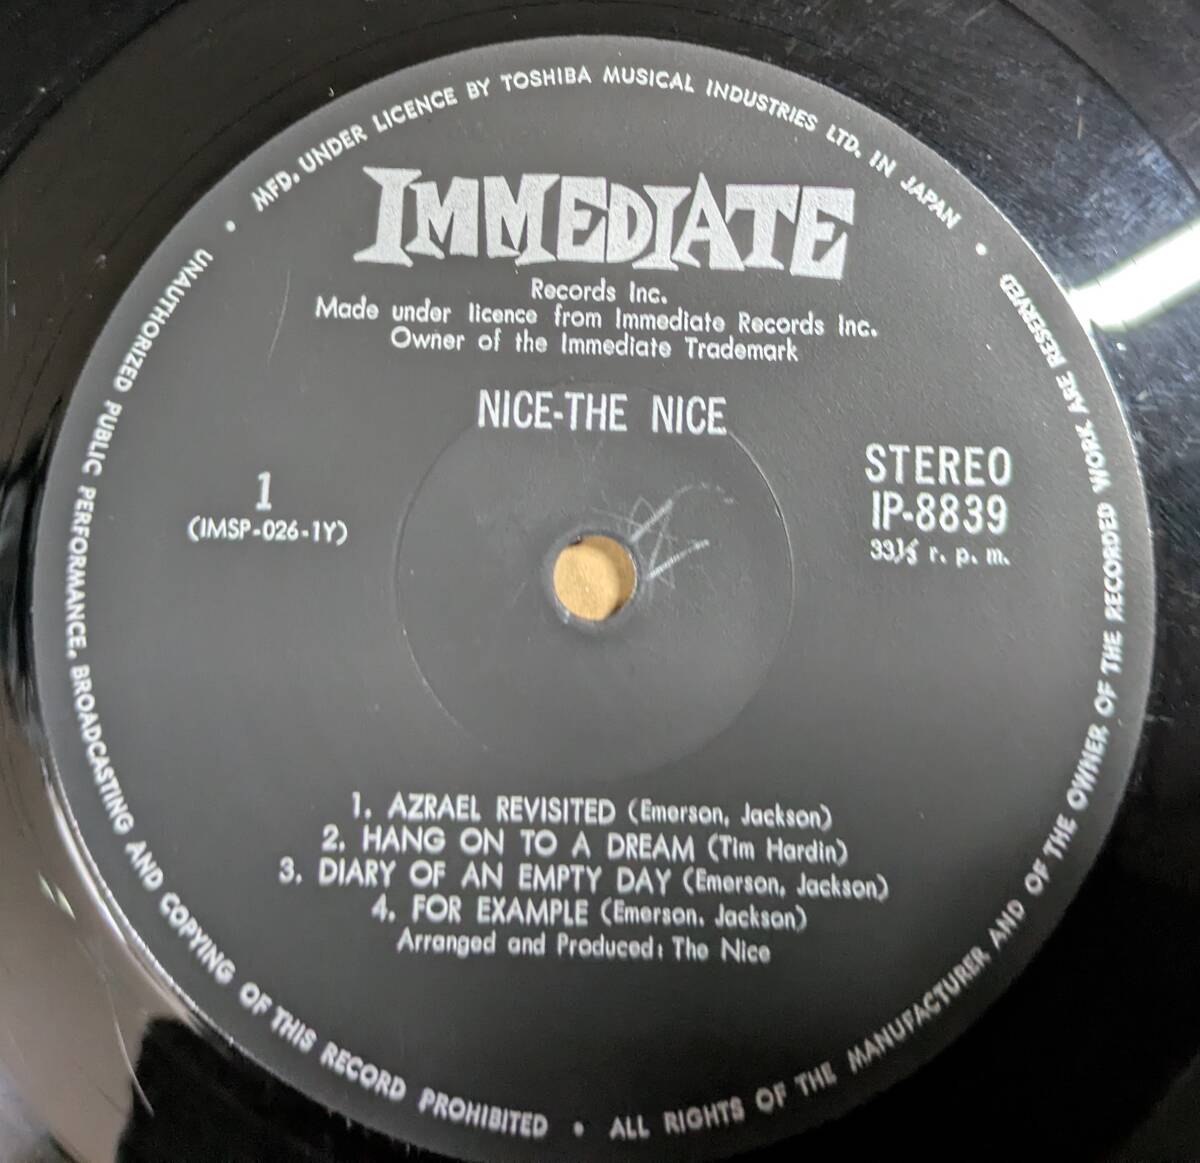 MFD. UNDER LICENCE BY TOSHIBA MUSICAL INDUSTRIES LTD. IN JAPAN •
IMMEDIATE
Records Inc.
Made under licence from Immediate Records Inc.
Owner of the Immediate Trademark
NICE-THE NICE
1
(IMSP-026-1Y)
STEREO
IP-8839
33⅓ r. p. m.
1. AZRAEL REVISITED (Emerson, Jackson)
2. HANG ON TO A DREAM (Tim Hardin)
3. DIARY OF AN EMPTY DAY (Emerson, Jackson)
4. FOR EXAMPLE (Emerson. Jackson)
Arranged and Produced: The Nice
UNAUTHORIZED PUBLIC PERFORMANCE, BROADCASTING AND COPYING OF THIS RECORD PROHIBITED •
ALL RIGHTS OF THE MANUFACTURER AND OF THE OWNER OF THE RECORDED WORK ARE RESERVED •